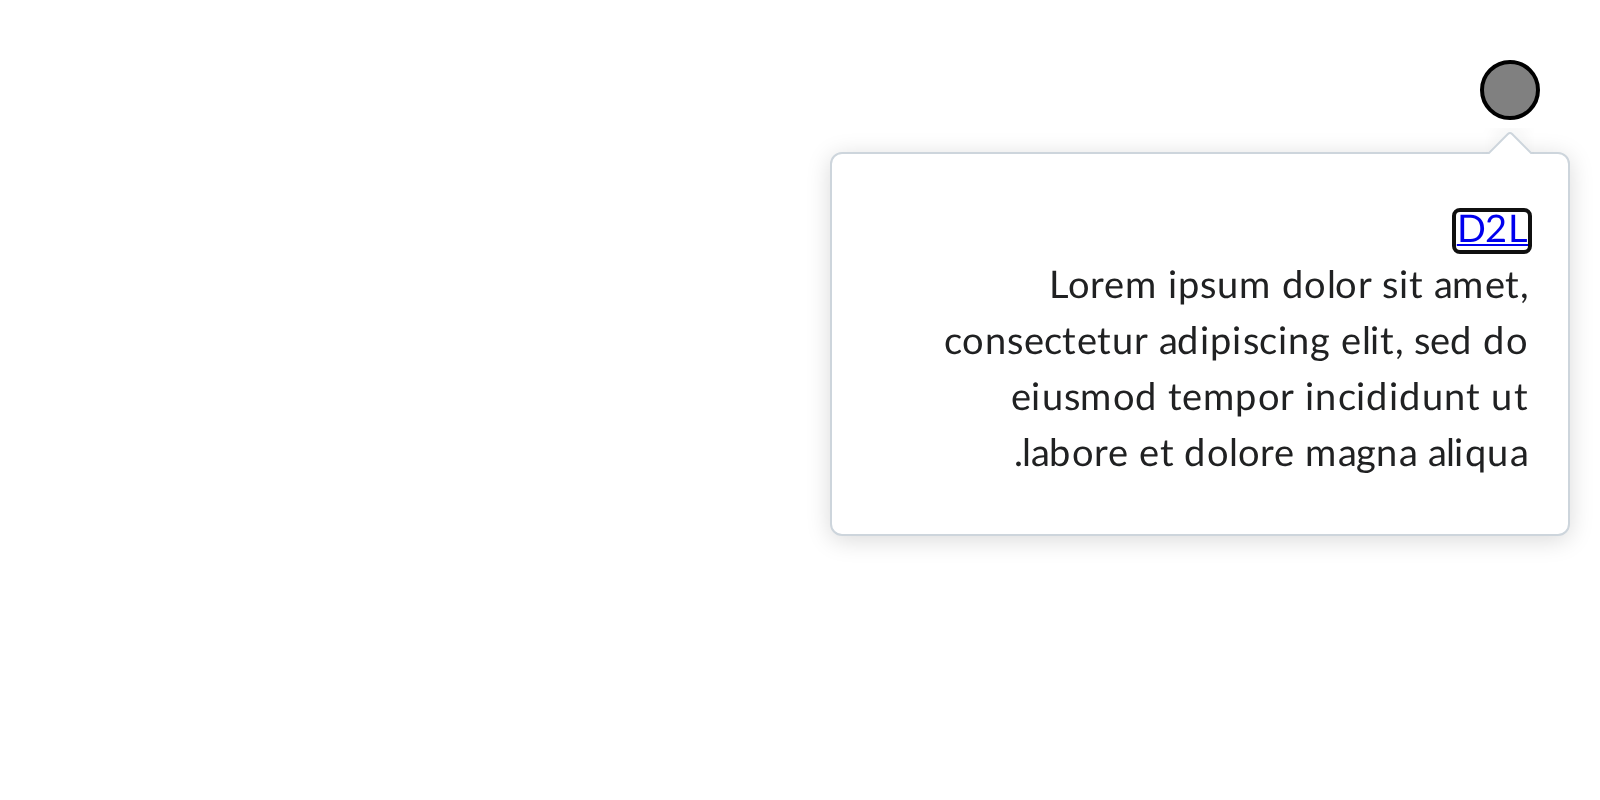 D2L
Lorem ipsum dolor sit amet,
consectetur adipiscing elit, sed do
eiusmod tempor incididunt ut
.labore et dolore magna aliqua